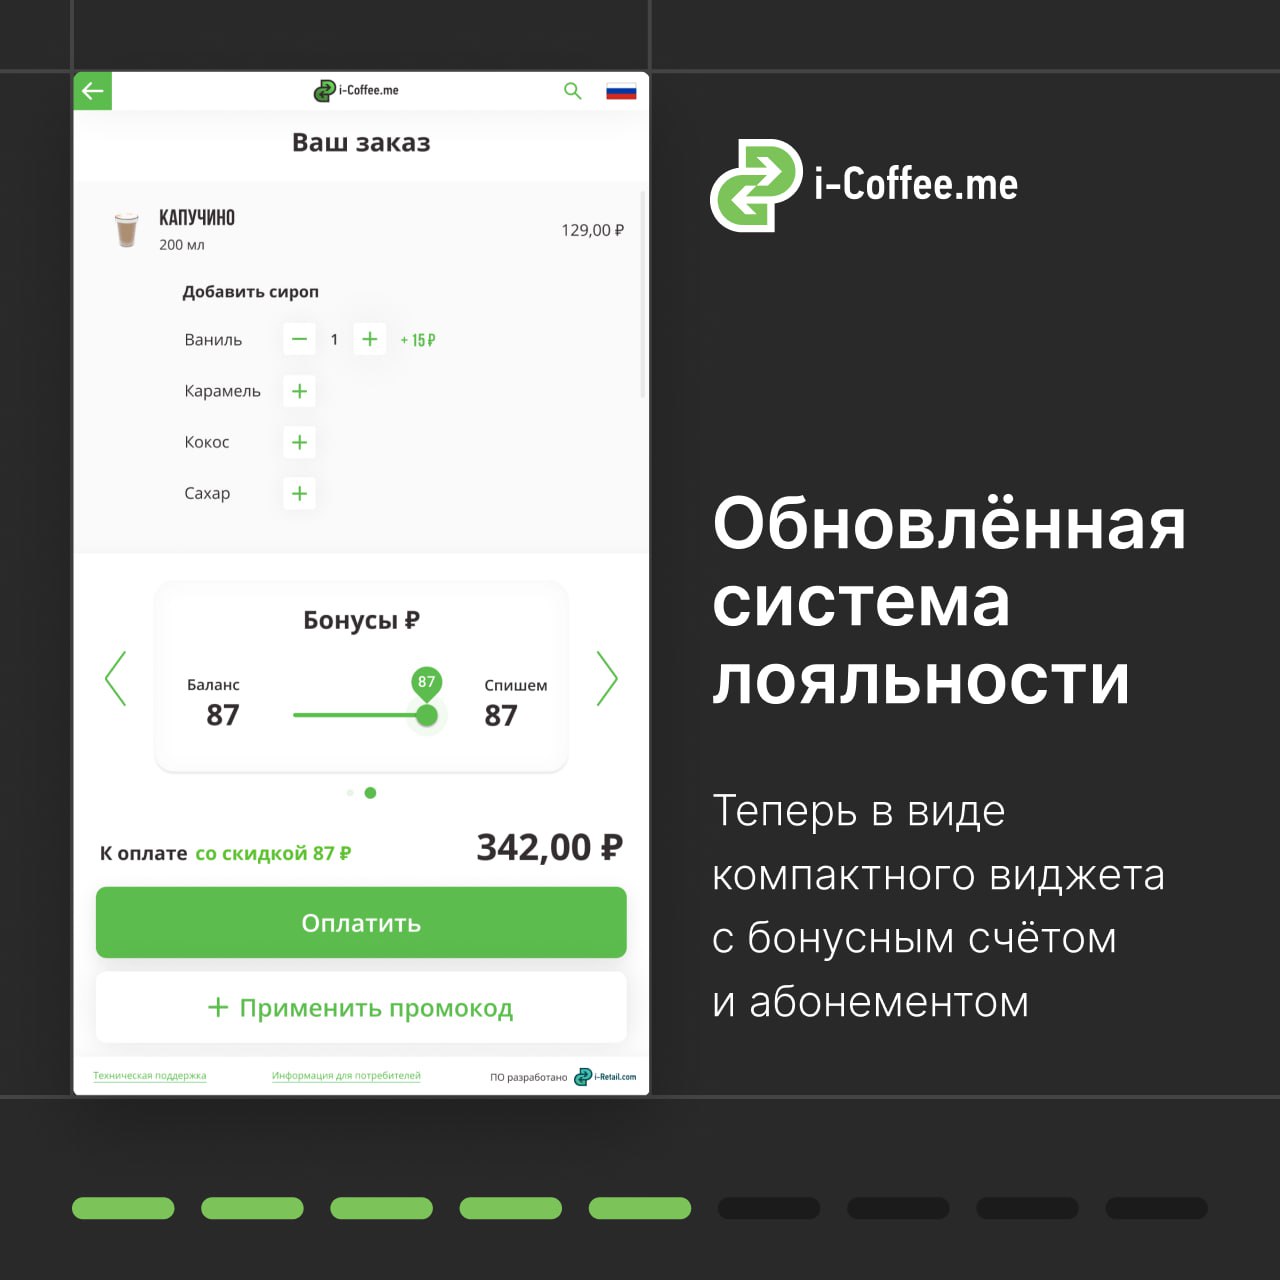 i-Coffee.me
Ваш заказ
КАПУЧИНО
200 мл
129,00 ₽
Добавить сироп
Ваниль
1
+ 15 ₽
Карамель
Кокос
Сахар
Бонусы ₽
Баланс
87
87
Спишем
87
К оплате со скидкой 87 ₽
342,00 ₽
Оплатить
+ Применить промокод
Техническая поддержка
Информация для потребителей
ПО разработано i-Retail.com
i-Coffee.me
Обновлённая
система
лояльности
Теперь в виде
компактного виджета
с бонусным счётом
и абонементом